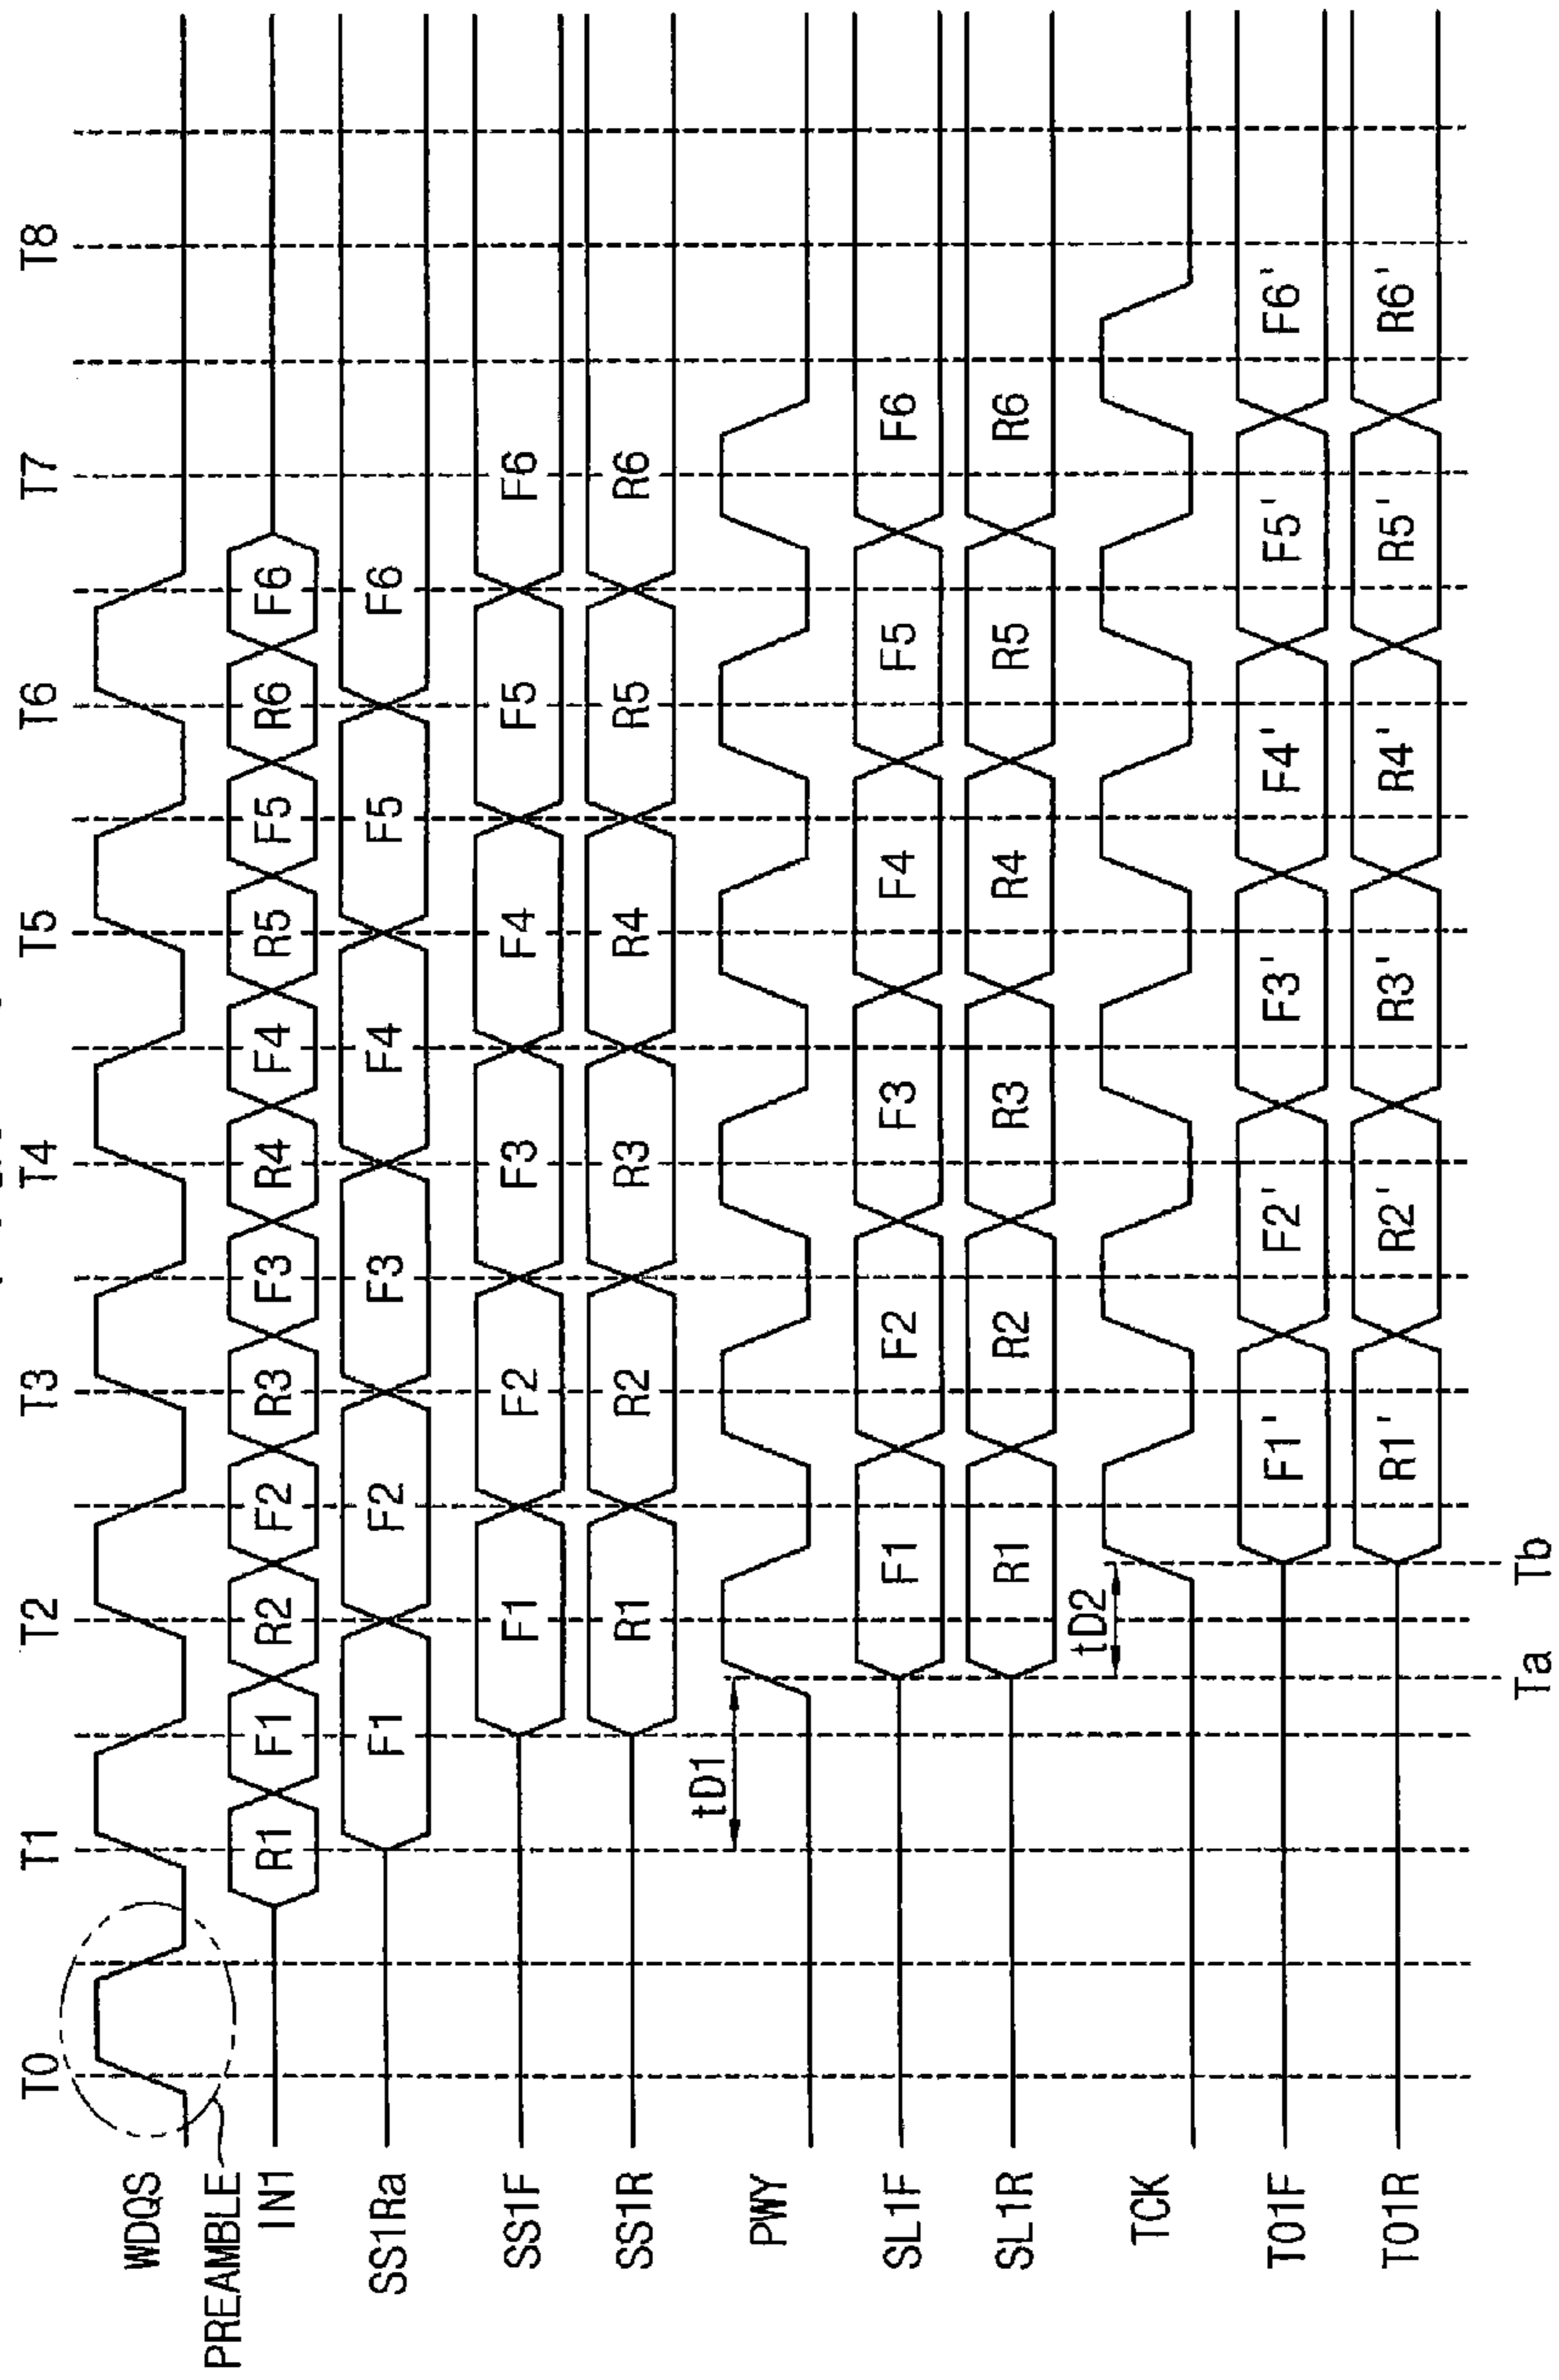 T0 T1 T2 T3 T4 T5 T6 T7 T8
WDQS
PREAMBLE
IN1 R1 F1 R2 F2 R3 F3 R4 F4 R5 F5 R6 F6
SS1Ra F1 F2 F3 F4 F5 F6
SS1F F1 F2 F3 F4 F5 F6
SS1R R1 R2 R3 R4 R5 R6
tD1
PWY
SL1F F1 F2 F3 F4 F5 F6
SL1R R1 R2 R3 R4 R5 R6
tD2
TCK
TO1F F1' F2' F3' F4' F5' F6'
TO1R R1' R2' R3' R4' R5' R6'
Ta Tb